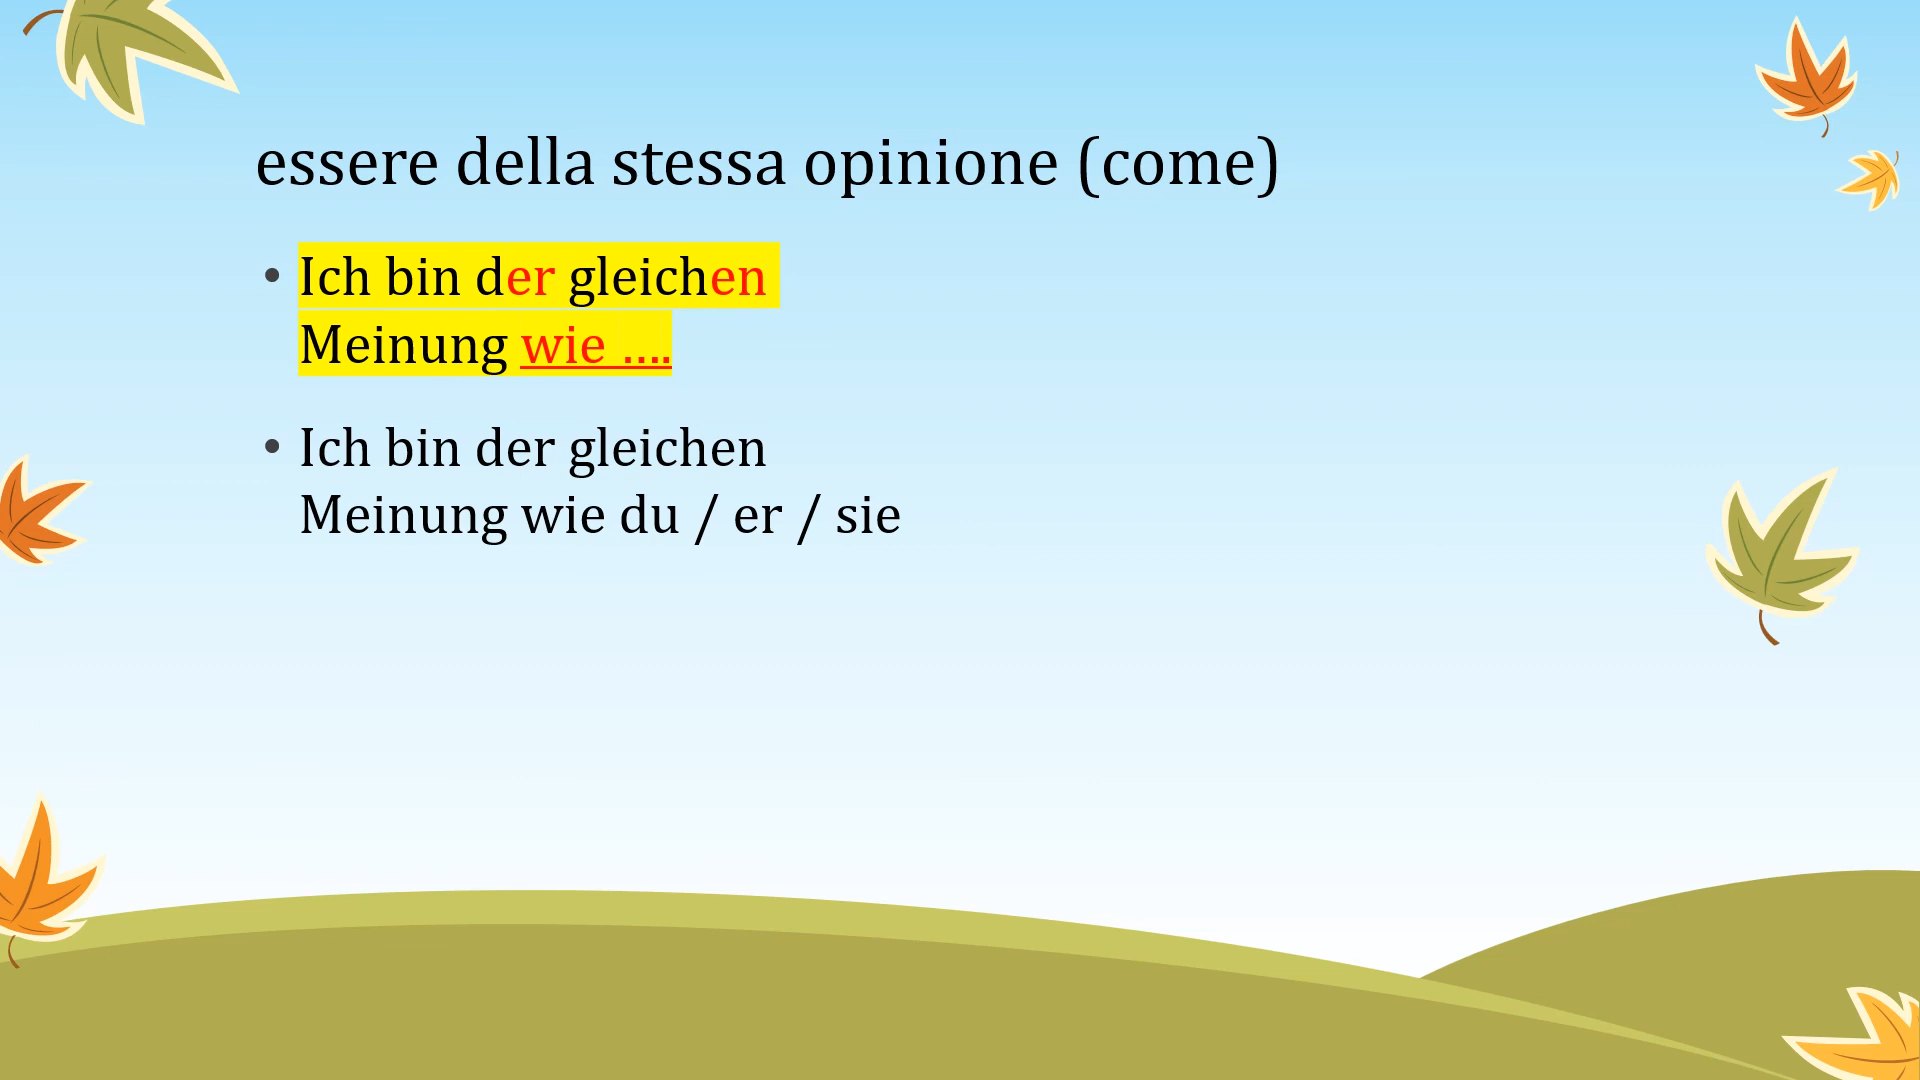 essere della stessa opinione (come)
• Ich bin der gleichen
Meinung wie ....
• Ich bin der gleichen
Meinung wie du / er / sie